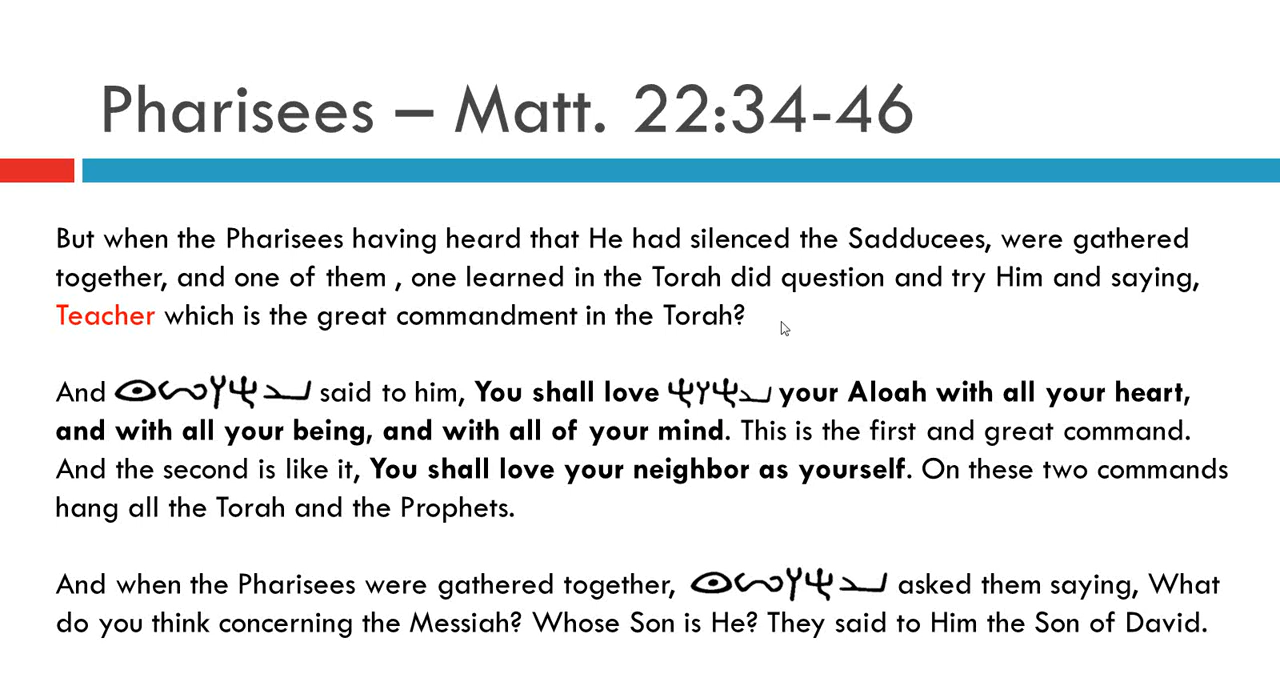 Pharisees – Matt. 22:34-46
But when the Pharisees having heard that He had silenced the Sadducees, were gathered
together, and one of them , one learned in the Torah did question and try Him and saying,
Teacher which is the great commandment in the Torah?
And 𐤉𐤄𐤅𐤔𐤏 said to him, You shall love 𐤉𐤄𐤅𐤄 your Aloah with all your heart,
and with all your being, and with all of your mind. This is the first and great command.
And the second is like it, You shall love your neighbor as yourself. On these two commands
hang all the Torah and the Prophets.
And when the Pharisees were gathered together, 𐤉𐤄𐤅𐤔𐤏 asked them saying, What
do you think concerning the Messiah? Whose Son is He? They said to Him the Son of David.